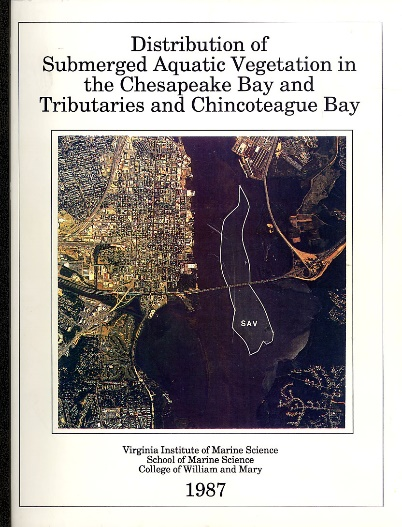 Distribution of
Submerged Aquatic Vegetation in
the Chesapeake Bay and
Tributaries and Chincoteague Bay
SAV
Virginia Institute of Marine Science
School of Marine Science
College of William and Mary
1987